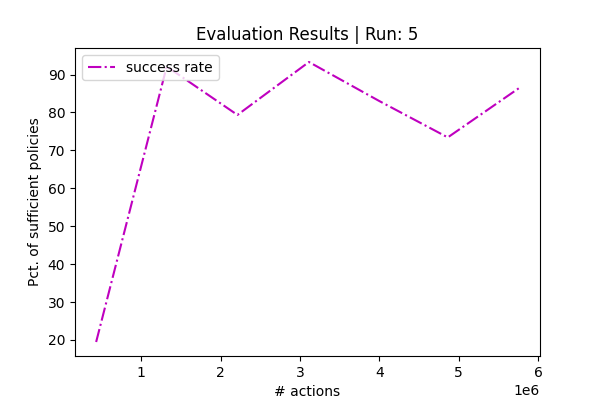 Evaluation Results | Run: 5
success rate
Pct. of sufficient policies
90
80
70
60
50
40
30
20
1 2 3 4 5 6
1e6
# actions